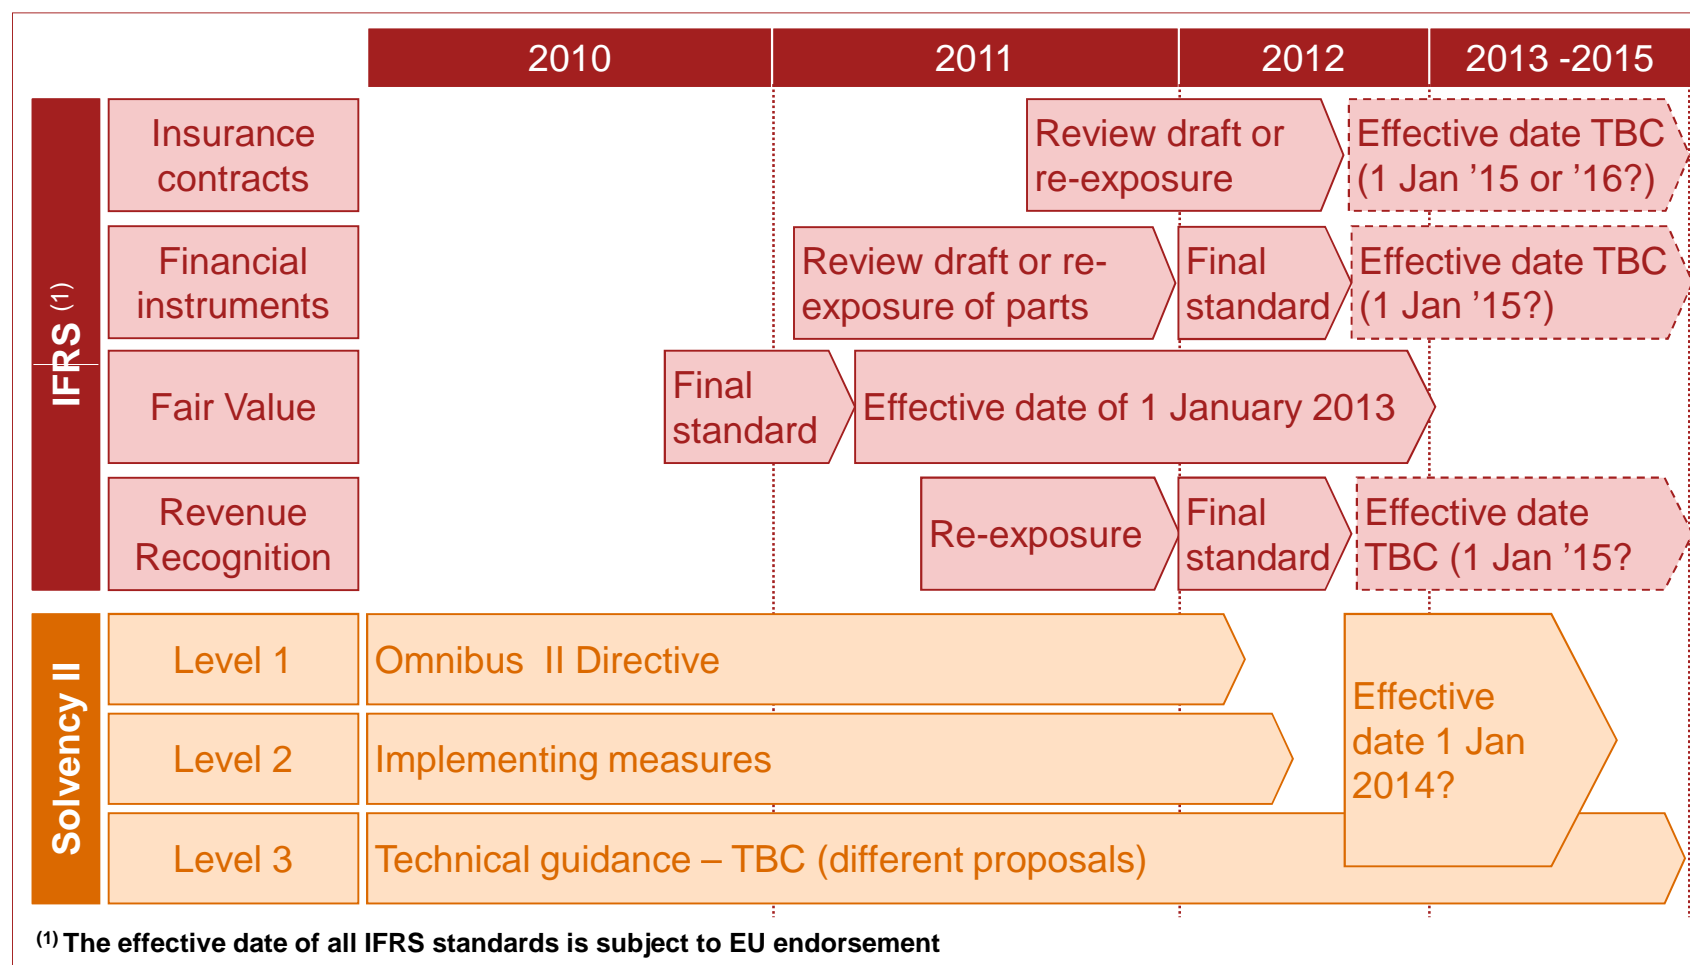 2010
2011
2012
2013 -2015
IFRS (1)
Insurance
contracts
Review draft or
re-exposure
Effective date TBC
(1 Jan ’15 or ’16?)
Financial
instruments
Review draft or re-
exposure of parts
Final
standard
Effective date TBC
(1 Jan ’15?)
Fair Value
Final
standard
Effective date of 1 January 2013
Revenue
Recognition
Re-exposure
Final
standard
Effective date
TBC (1 Jan ’15?
Solvency II
Level 1
Omnibus  II Directive
Level 2
Implementing measures
Level 3
Technical guidance – TBC (different proposals)
Effective
date 1 Jan
2014?
(1) The effective date of all IFRS standards is subject to EU endorsement